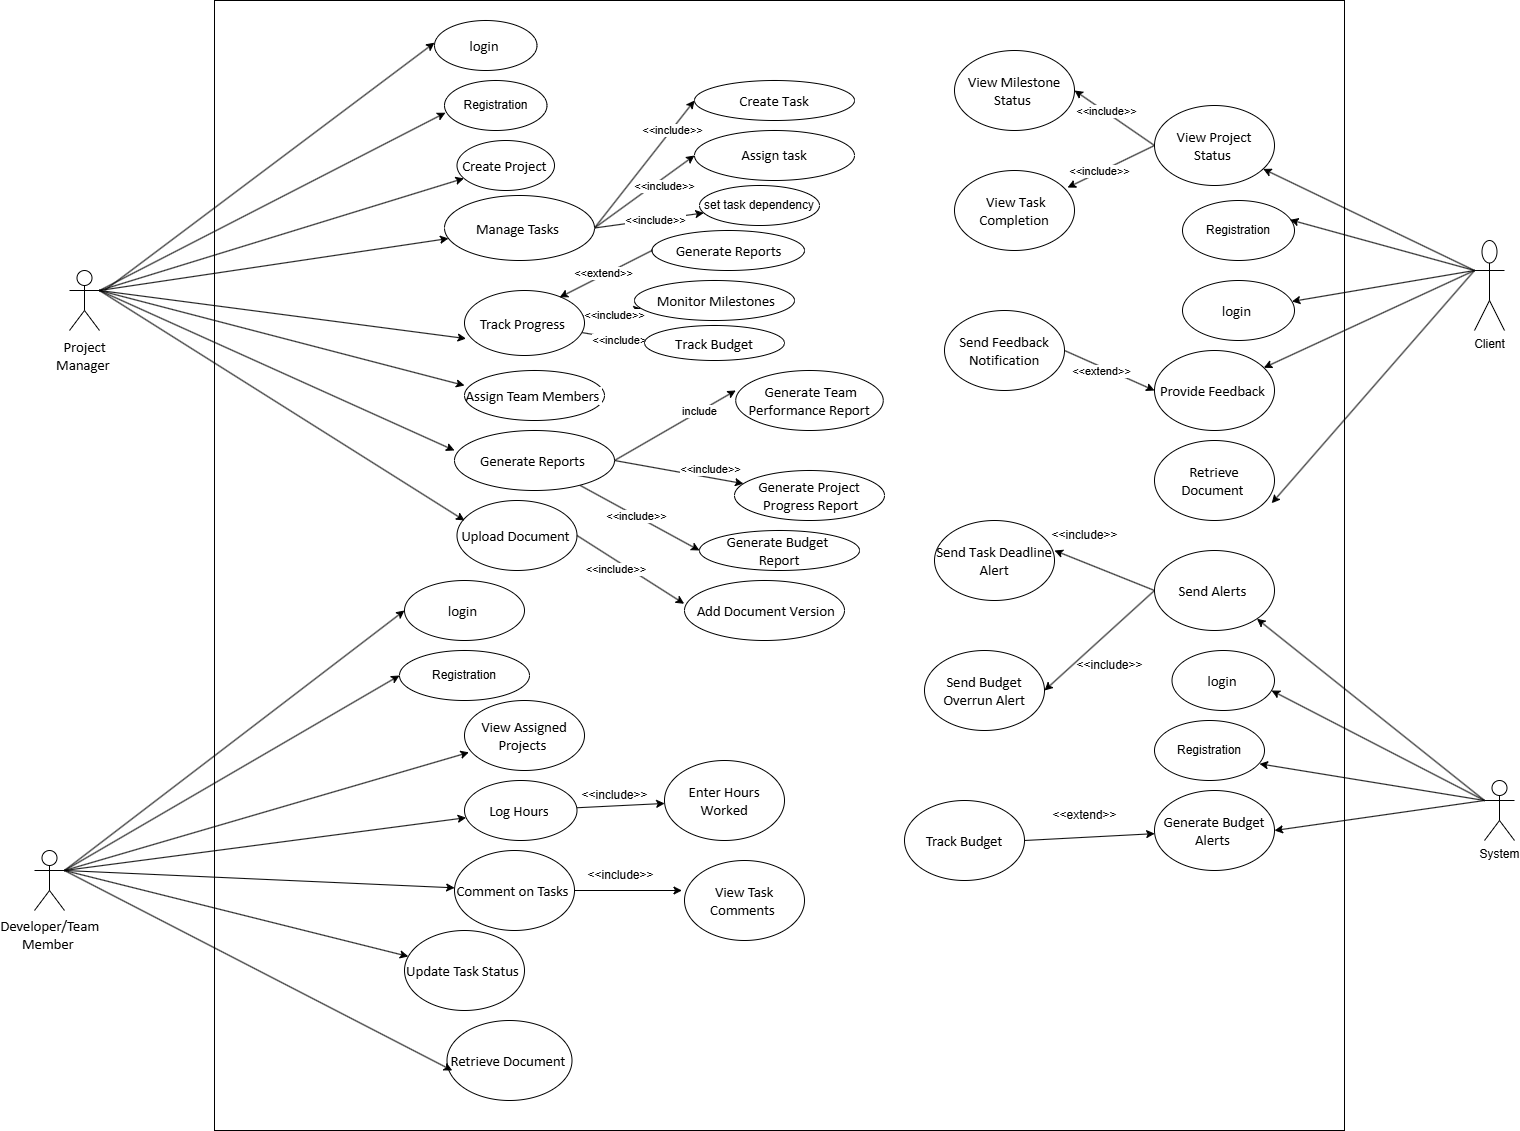 login
Registration
Create Project
Manage Tasks
<<include>>
Create Task
<<include>>
Assign task
<<include>>
set task dependency
Generate Reports
<<extend>>
Track Progress
<<include>>
Monitor Milestones
<<include>
Track Budget
Project
Manager
Assign Team Members
Generate Reports
include
Generate Team
Performance Report
<<include>>
Generate Project
Progress Report
<<include>>
Generate Budget
Report
Upload Document
<<include>>
Add Document Version
login
Registration
View Assigned
Projects
Log Hours
<<include>>
Enter Hours
Worked
Comment on Tasks
<<include>>
View Task
Comments
Developer/Team
Member
Update Task Status
Retrieve Document
View Milestone
Status
<<include>>
View Project
Status
<<include>>
View Task
Completion
Registration
login
Client
Send Feedback
Notification
<<extend>>
Provide Feedback
Retrieve
Document
Send Task Deadline
Alert
<<include>>
Send Alerts
<<include>>
Send Budget
Overrun Alert
login
Registration
Track Budget
<<extend>>
Generate Budget
Alerts
System